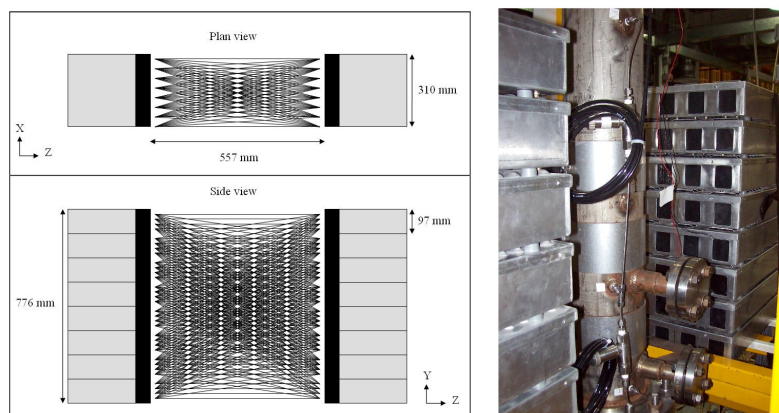 Plan view
310 mm
X
Z
557 mm
Side view
97 mm
776 mm
Y
Z